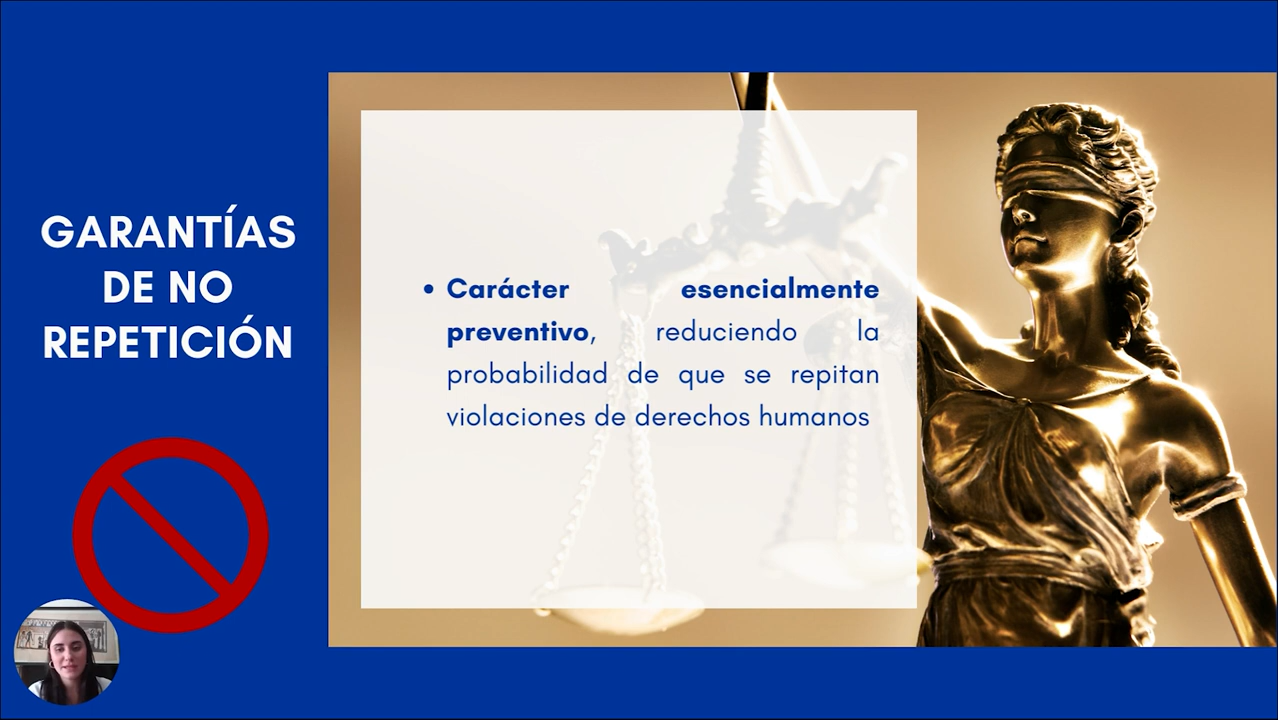 GARANTÍAS
DE NO
REPETICIÓN
• Carácter esencialmente
preventivo, reduciendo la
probabilidad de que se repitan
violaciones de derechos humanos